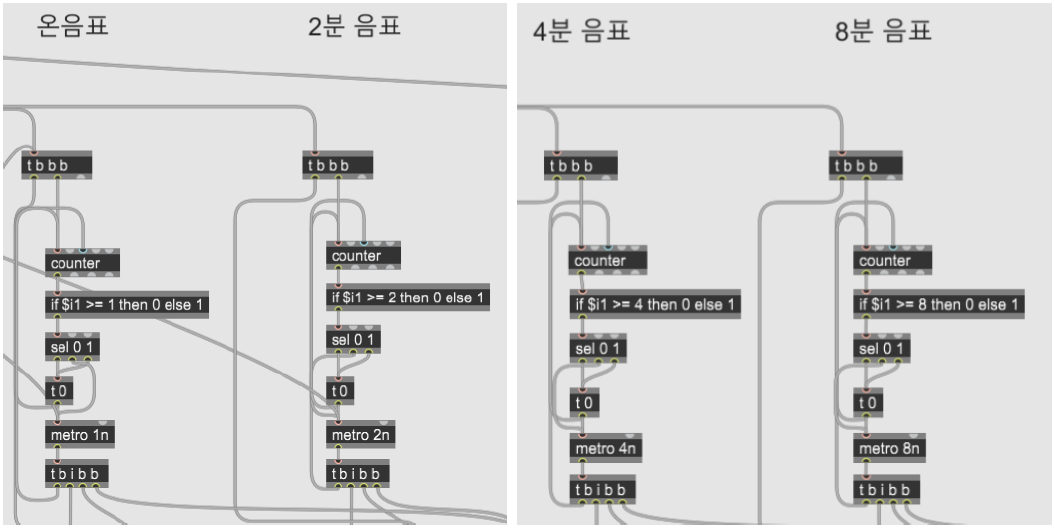 온음표
2분 음표
4분 음표
8분 음표
t b b b
t b b b
t b b b
t b b b
counter
counter
counter
counter
if $i1 >= 1 then 0 else 1
if $i1 >= 2 then 0 else 1
if $i1 >= 4 then 0 else 1
if $i1 >= 8 then 0 else 1
sel 0 1
sel 0 1
sel 0 1
sel 0 1
t 0
t 0
t 0
t 0
metro 1n
metro 2n
metro 4n
metro 8n
t b i b b
t b i b b
t b i b b
t b i b b